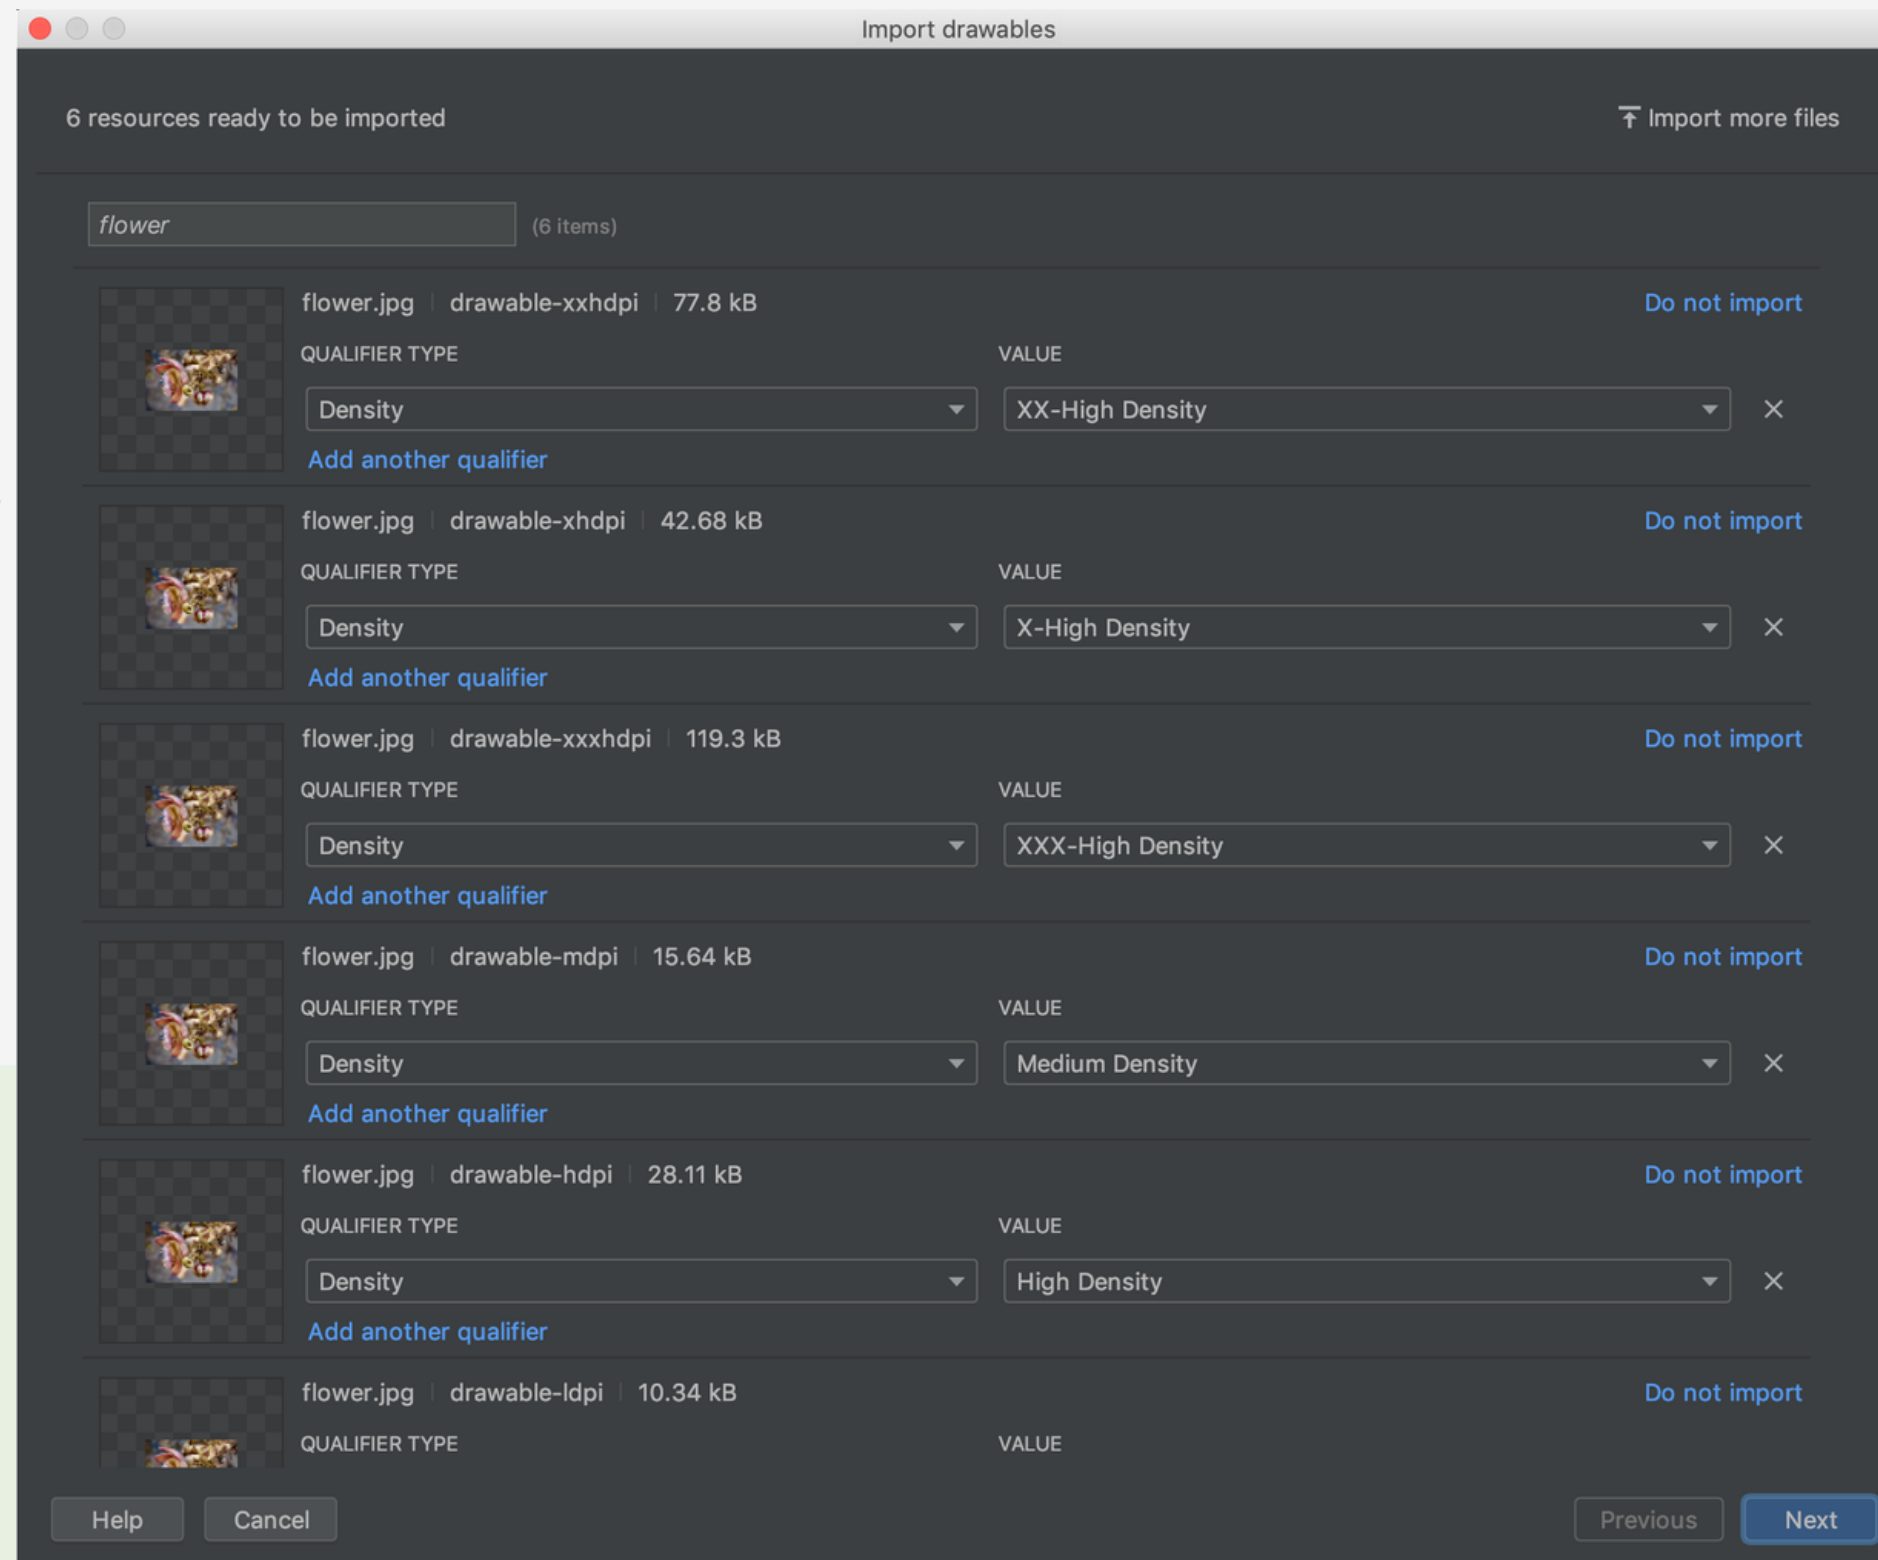 Import drawables
6 resources ready to be imported
Import more files
flower (6 items)
flower.jpg drawable-xxhdpi 77.8 kB Do not import
QUALIFIER TYPE VALUE
Density XX-High Density
Add another qualifier
flower.jpg drawable-xhdpi 42.68 kB Do not import
QUALIFIER TYPE VALUE
Density X-High Density
Add another qualifier
flower.jpg drawable-xxxhdpi 119.3 kB Do not import
QUALIFIER TYPE VALUE
Density XXX-High Density
Add another qualifier
flower.jpg drawable-mdpi 15.64 kB Do not import
QUALIFIER TYPE VALUE
Density Medium Density
Add another qualifier
flower.jpg drawable-hdpi 28.11 kB Do not import
QUALIFIER TYPE VALUE
Density High Density
Add another qualifier
flower.jpg drawable-ldpi 10.34 kB Do not import
QUALIFIER TYPE VALUE
Help Cancel Previous Next